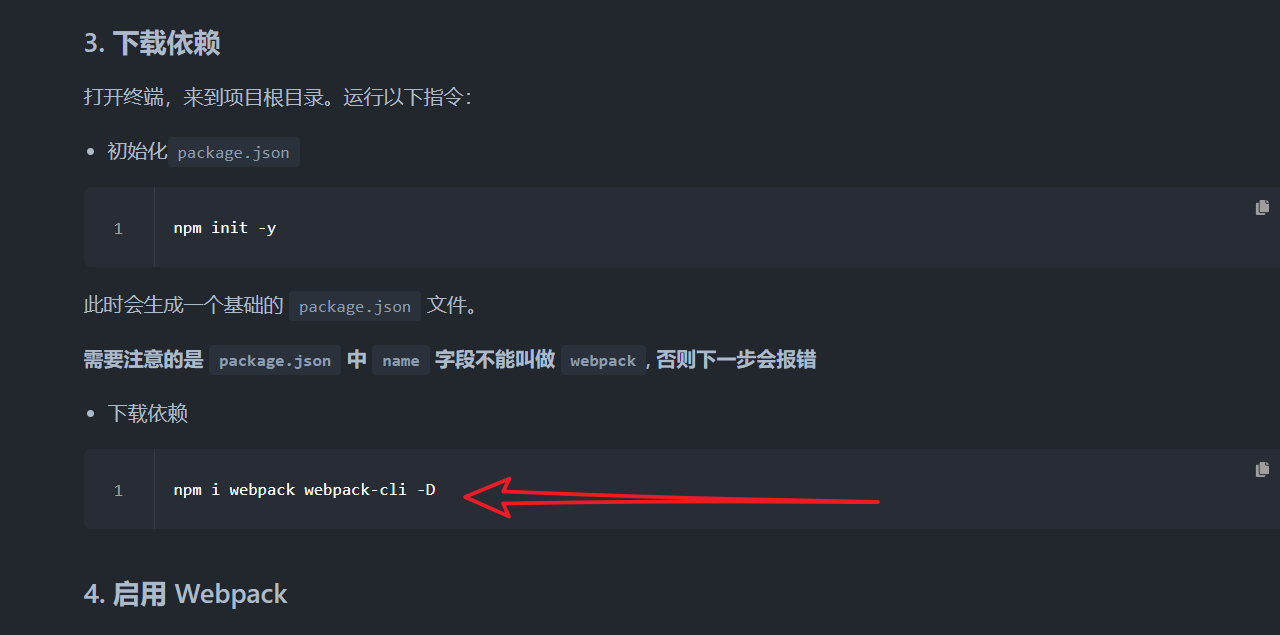 3. 下载依赖
打开终端，来到项目根目录。运行以下指令：
• 初始化 package.json
1 npm init -y
此时会生成一个基础的 package.json 文件。
需要注意的是 package.json 中 name 字段不能叫做 webpack, 否则下一步会报错
• 下载依赖
1 npm i webpack webpack-cli -D
4. 启用 Webpack